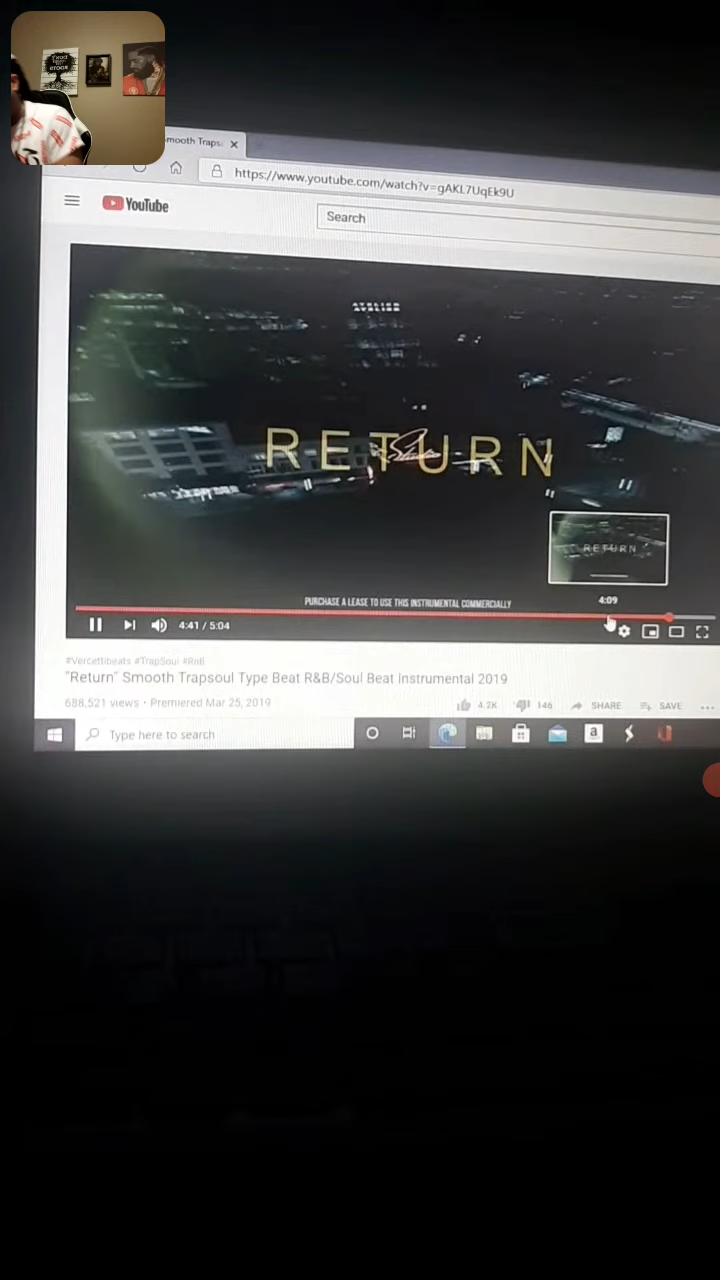 mooth Traps
https://www.youtube.com/watch?v=gAKL7UqEk9U
YouTube
Search
ATELIER
ATELIER
RETURN
RETURN
4:09
PURCHASE A LEASE TO USE THIS INSTRUMENTAL COMMERCIALLY
4:41 / 5:04
#Vercettibeats #TrapSoul #RnB
"Return" Smooth Trapsoul Type Beat R&B/Soul Beat Instrumental 2019
688,521 views • Premiered Mar 25, 2019
4.2K
146
SHARE
SAVE
Type here to search
a